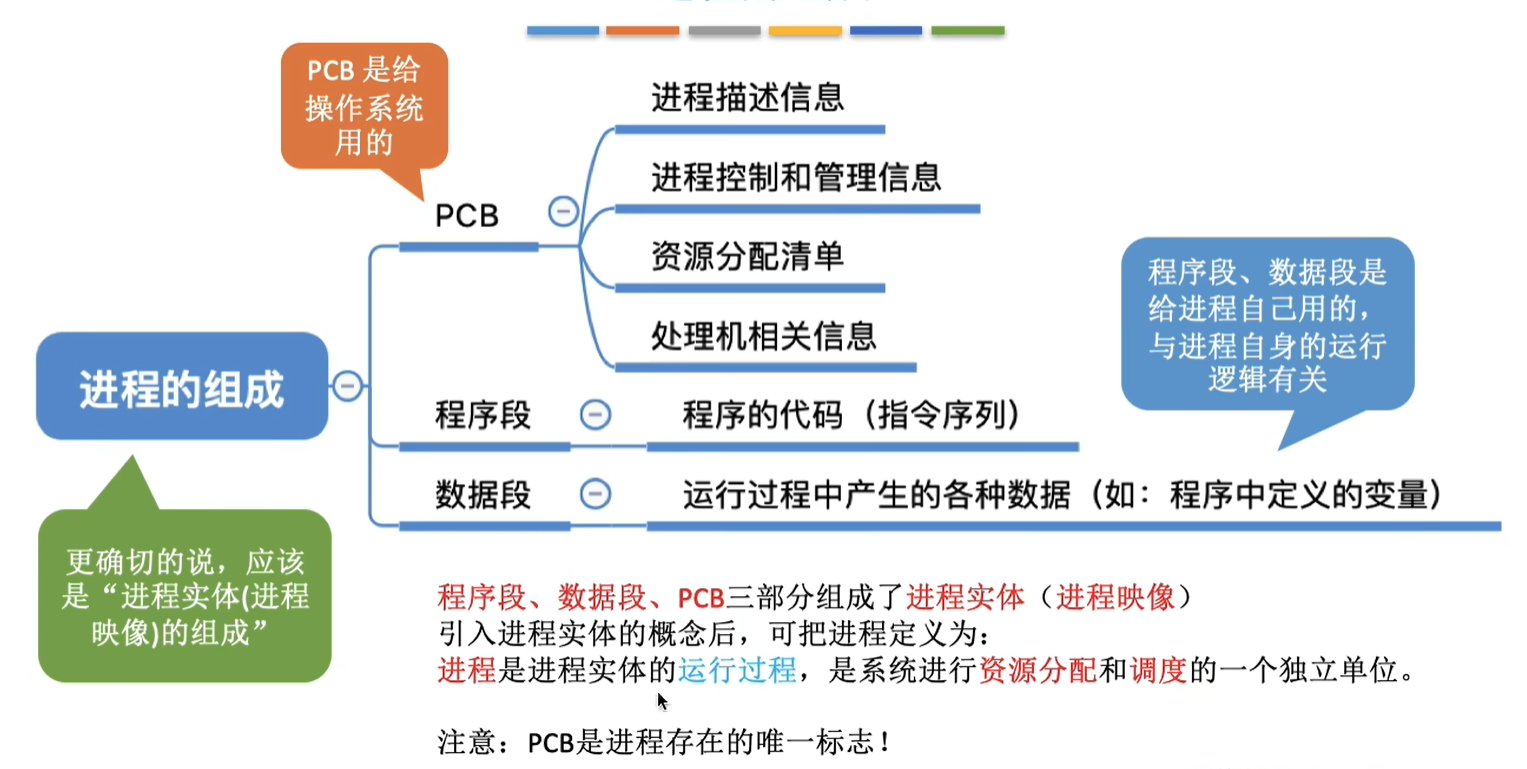 PCB 是给
操作系统
用的
进程描述信息
进程控制和管理信息
PCB
资源分配清单
处理机相关信息
程序段、数据段是
给进程自己用的，
与进程自身的运行
逻辑有关
进程的组成
程序段
程序的代码（指令序列）
数据段
运行过程中产生的各种数据（如：程序中定义的变量）
更确切的说，应该
是“进程实体(进程
映像)的组成”
程序段、数据段、PCB三部分组成了进程实体（进程映像）
引入进程实体的概念后，可把进程定义为：
进程是进程实体的运行过程，是系统进行资源分配和调度的一个独立单位。
注意：PCB是进程存在的唯一标志！